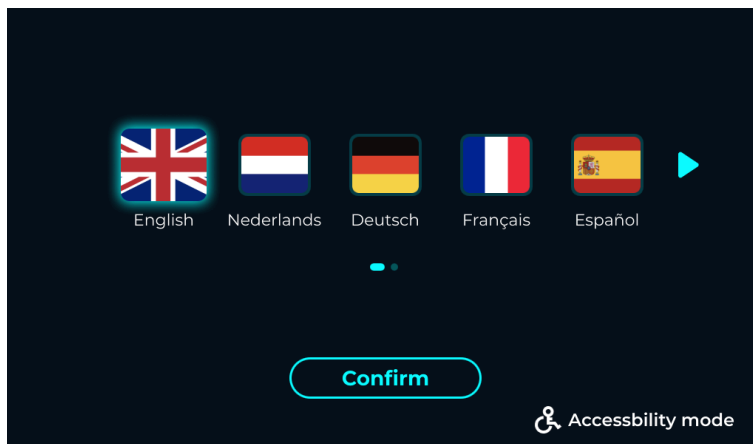 English Nederlands Deutsch Français Español
Confirm
Accessbility mode